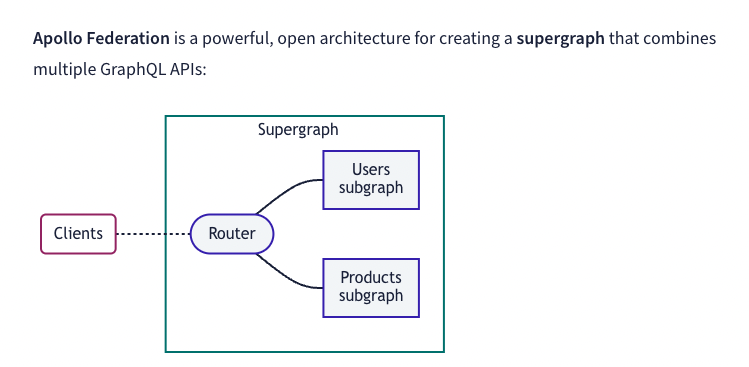 Apollo Federation is a powerful, open architecture for creating a supergraph that combines
multiple GraphQL APIs:
Supergraph
Users
subgraph
Clients
Router
Products
subgraph